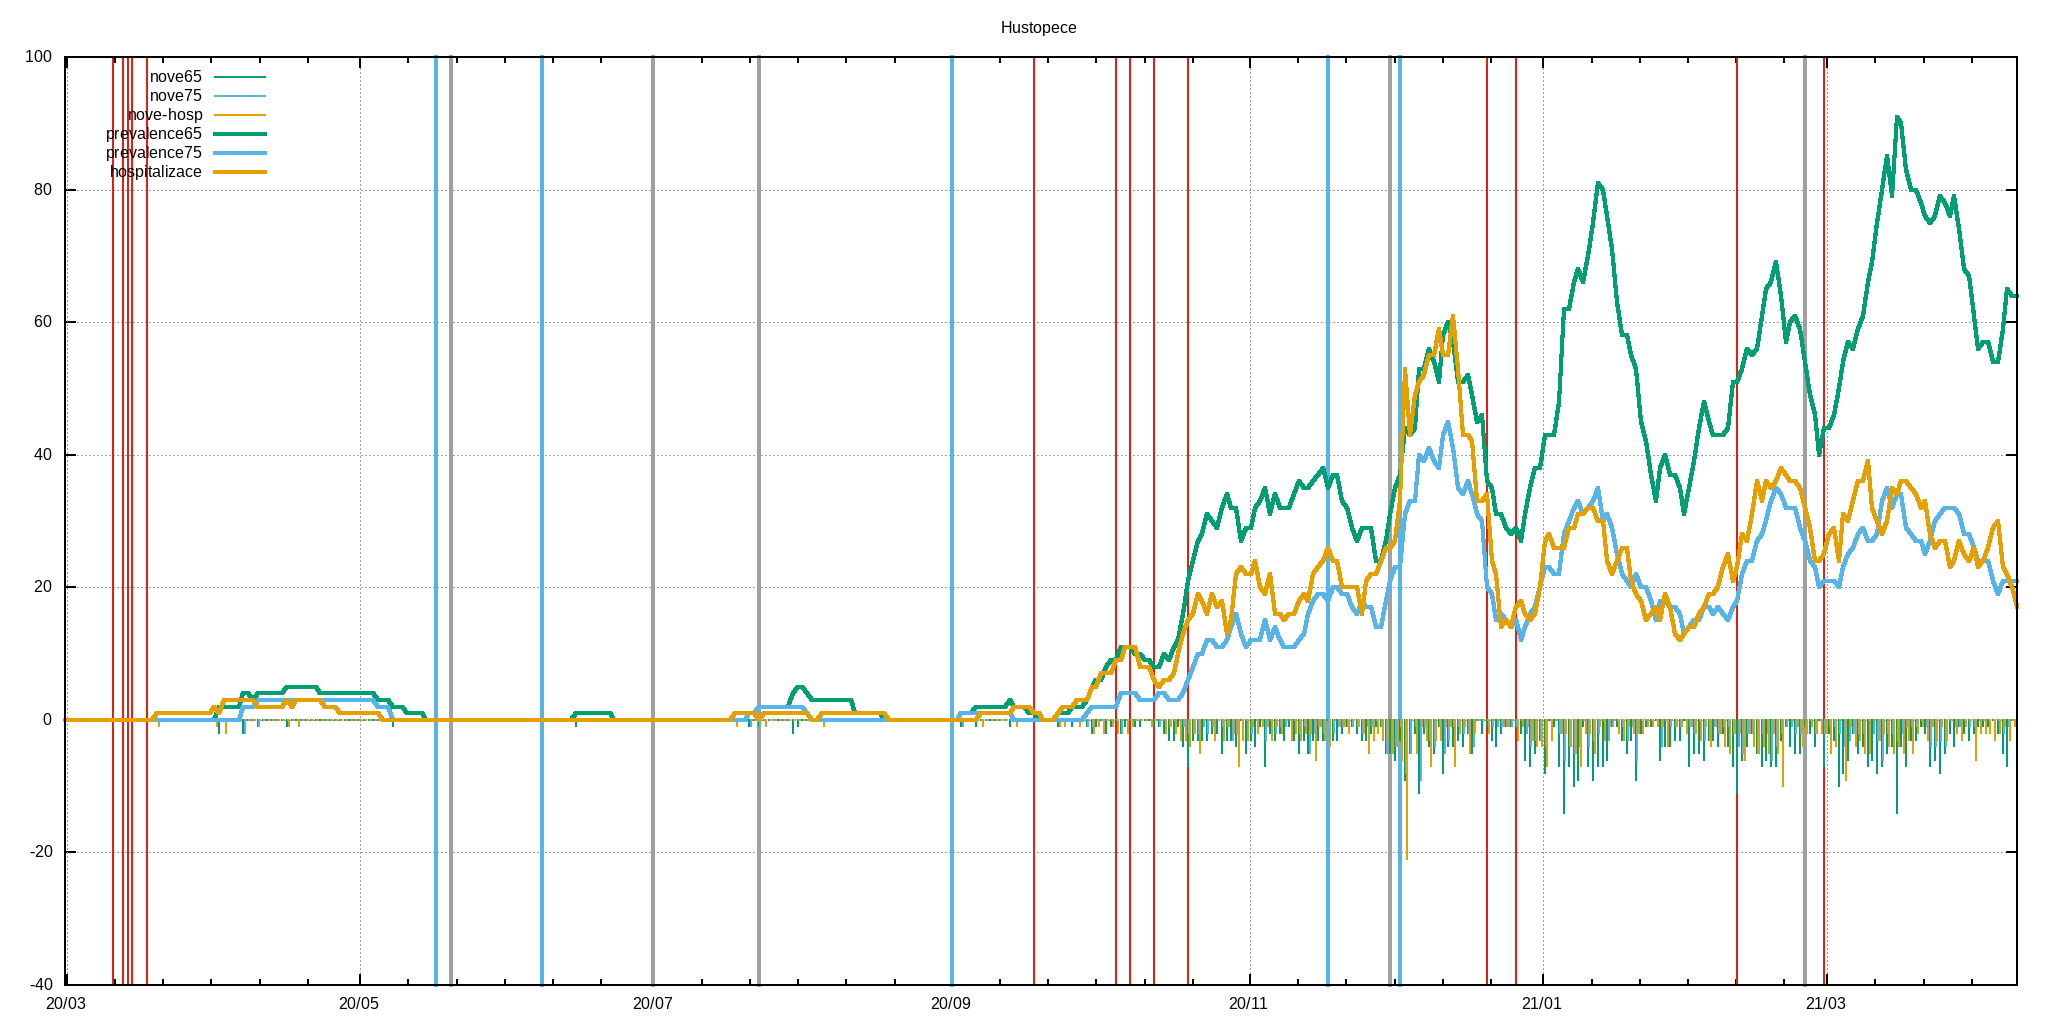 Hustopece
100
nove65
nove75
nove-hosp
prevalence65
prevalence75
hospitalizace
80
60
40
20
0
-20
-40
20/03 20/05 20/07 20/09 20/11 21/01 21/03